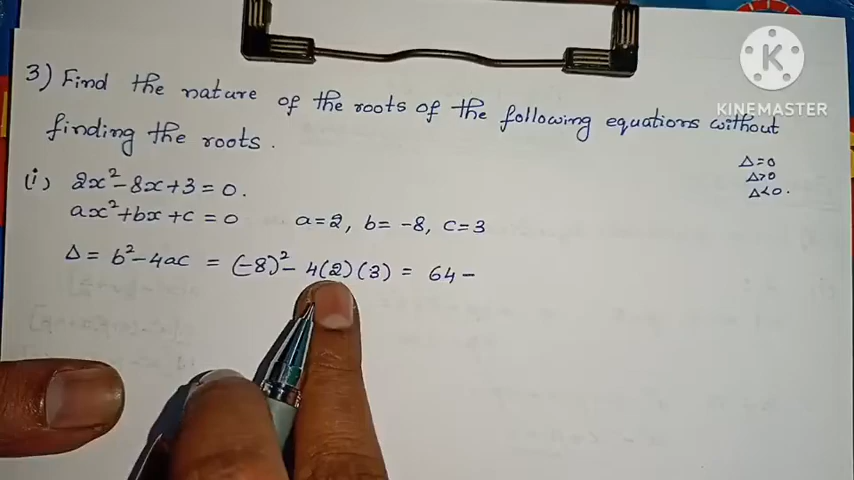 K
KINEMASTER
3) Find the nature of the roots of the following equations without
finding the roots.
Δ=0
Δ>0
Δ<0.
(i) 2x²-8x+3=0.
ax²+bx+c=0 a=2, b=-8, c=3
Δ= b²-4ac = (-8)²- 4(2)(3) = 64-